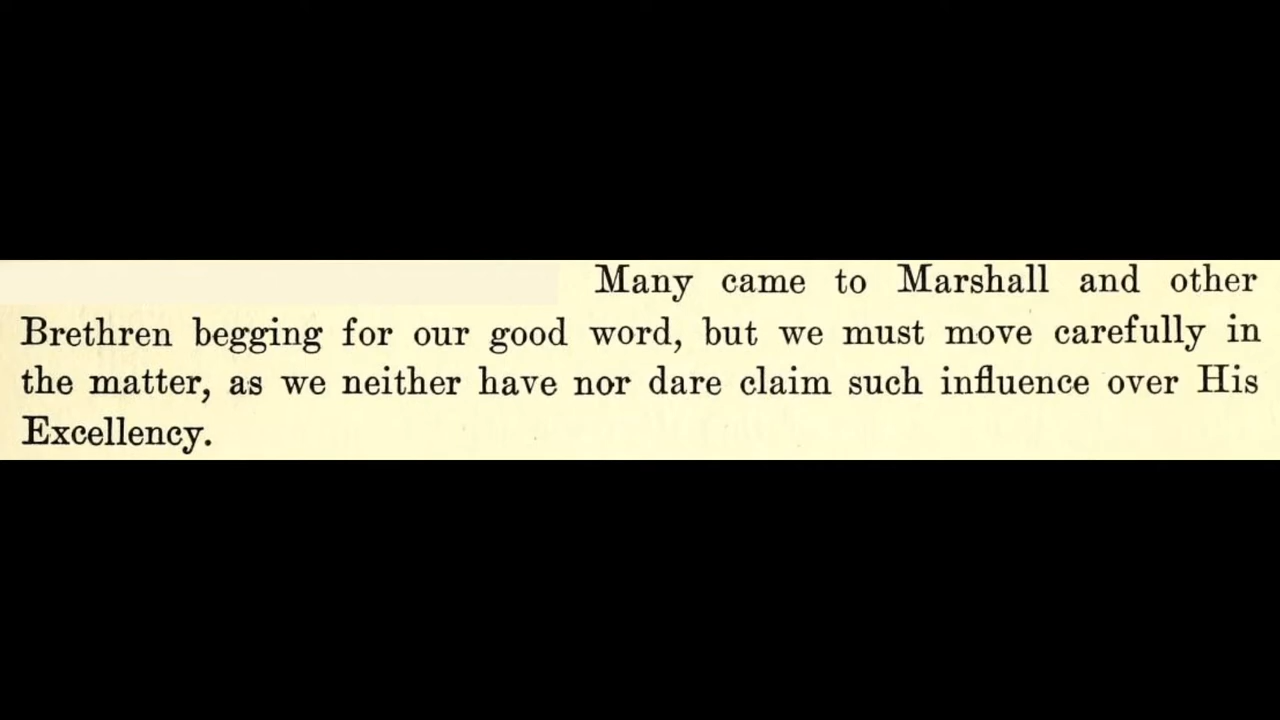 Many came to Marshall and other
Brethren begging for our good word, but we must move carefully in
the matter, as we neither have nor dare claim such influence over His
Excellency.